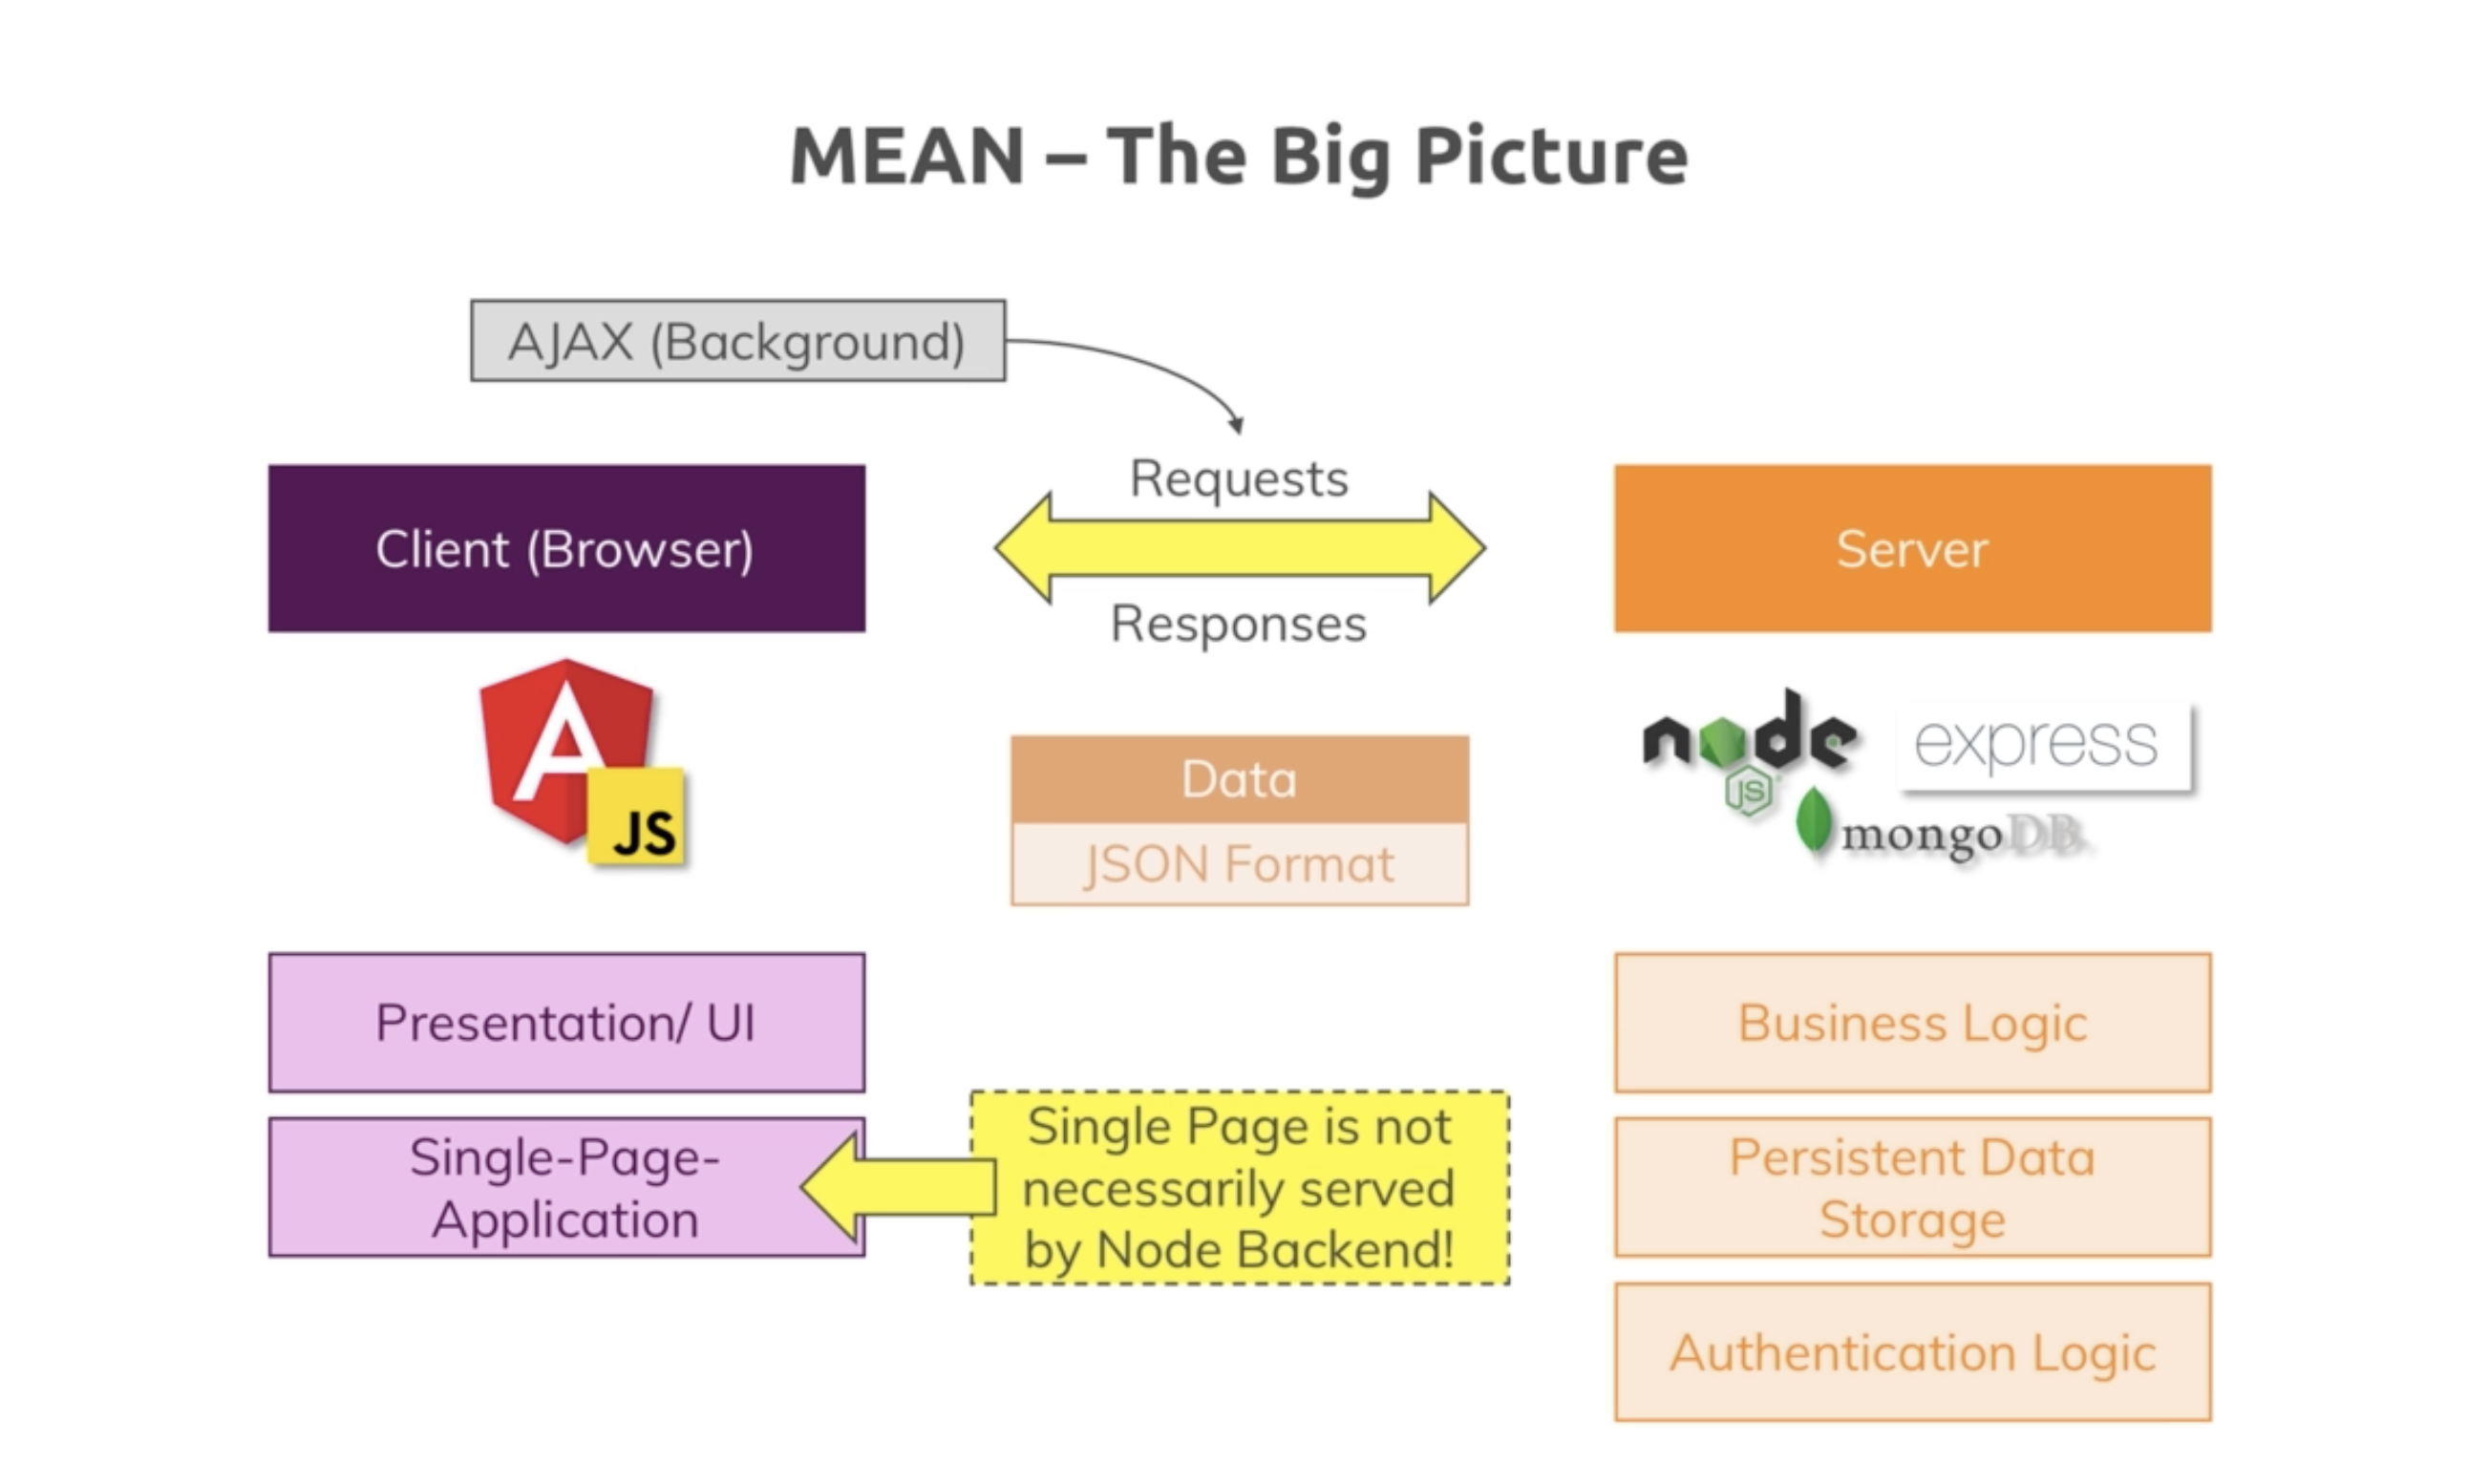 MEAN – The Big Picture
AJAX (Background)
Requests
Client (Browser)
Server
Responses
JS
node
express
JS
mongoDB
Data
JSON Format
Presentation/ UI
Business Logic
Single-Page-
Application
Single Page is not
necessarily served
by Node Backend!
Persistent Data
Storage
Authentication Logic